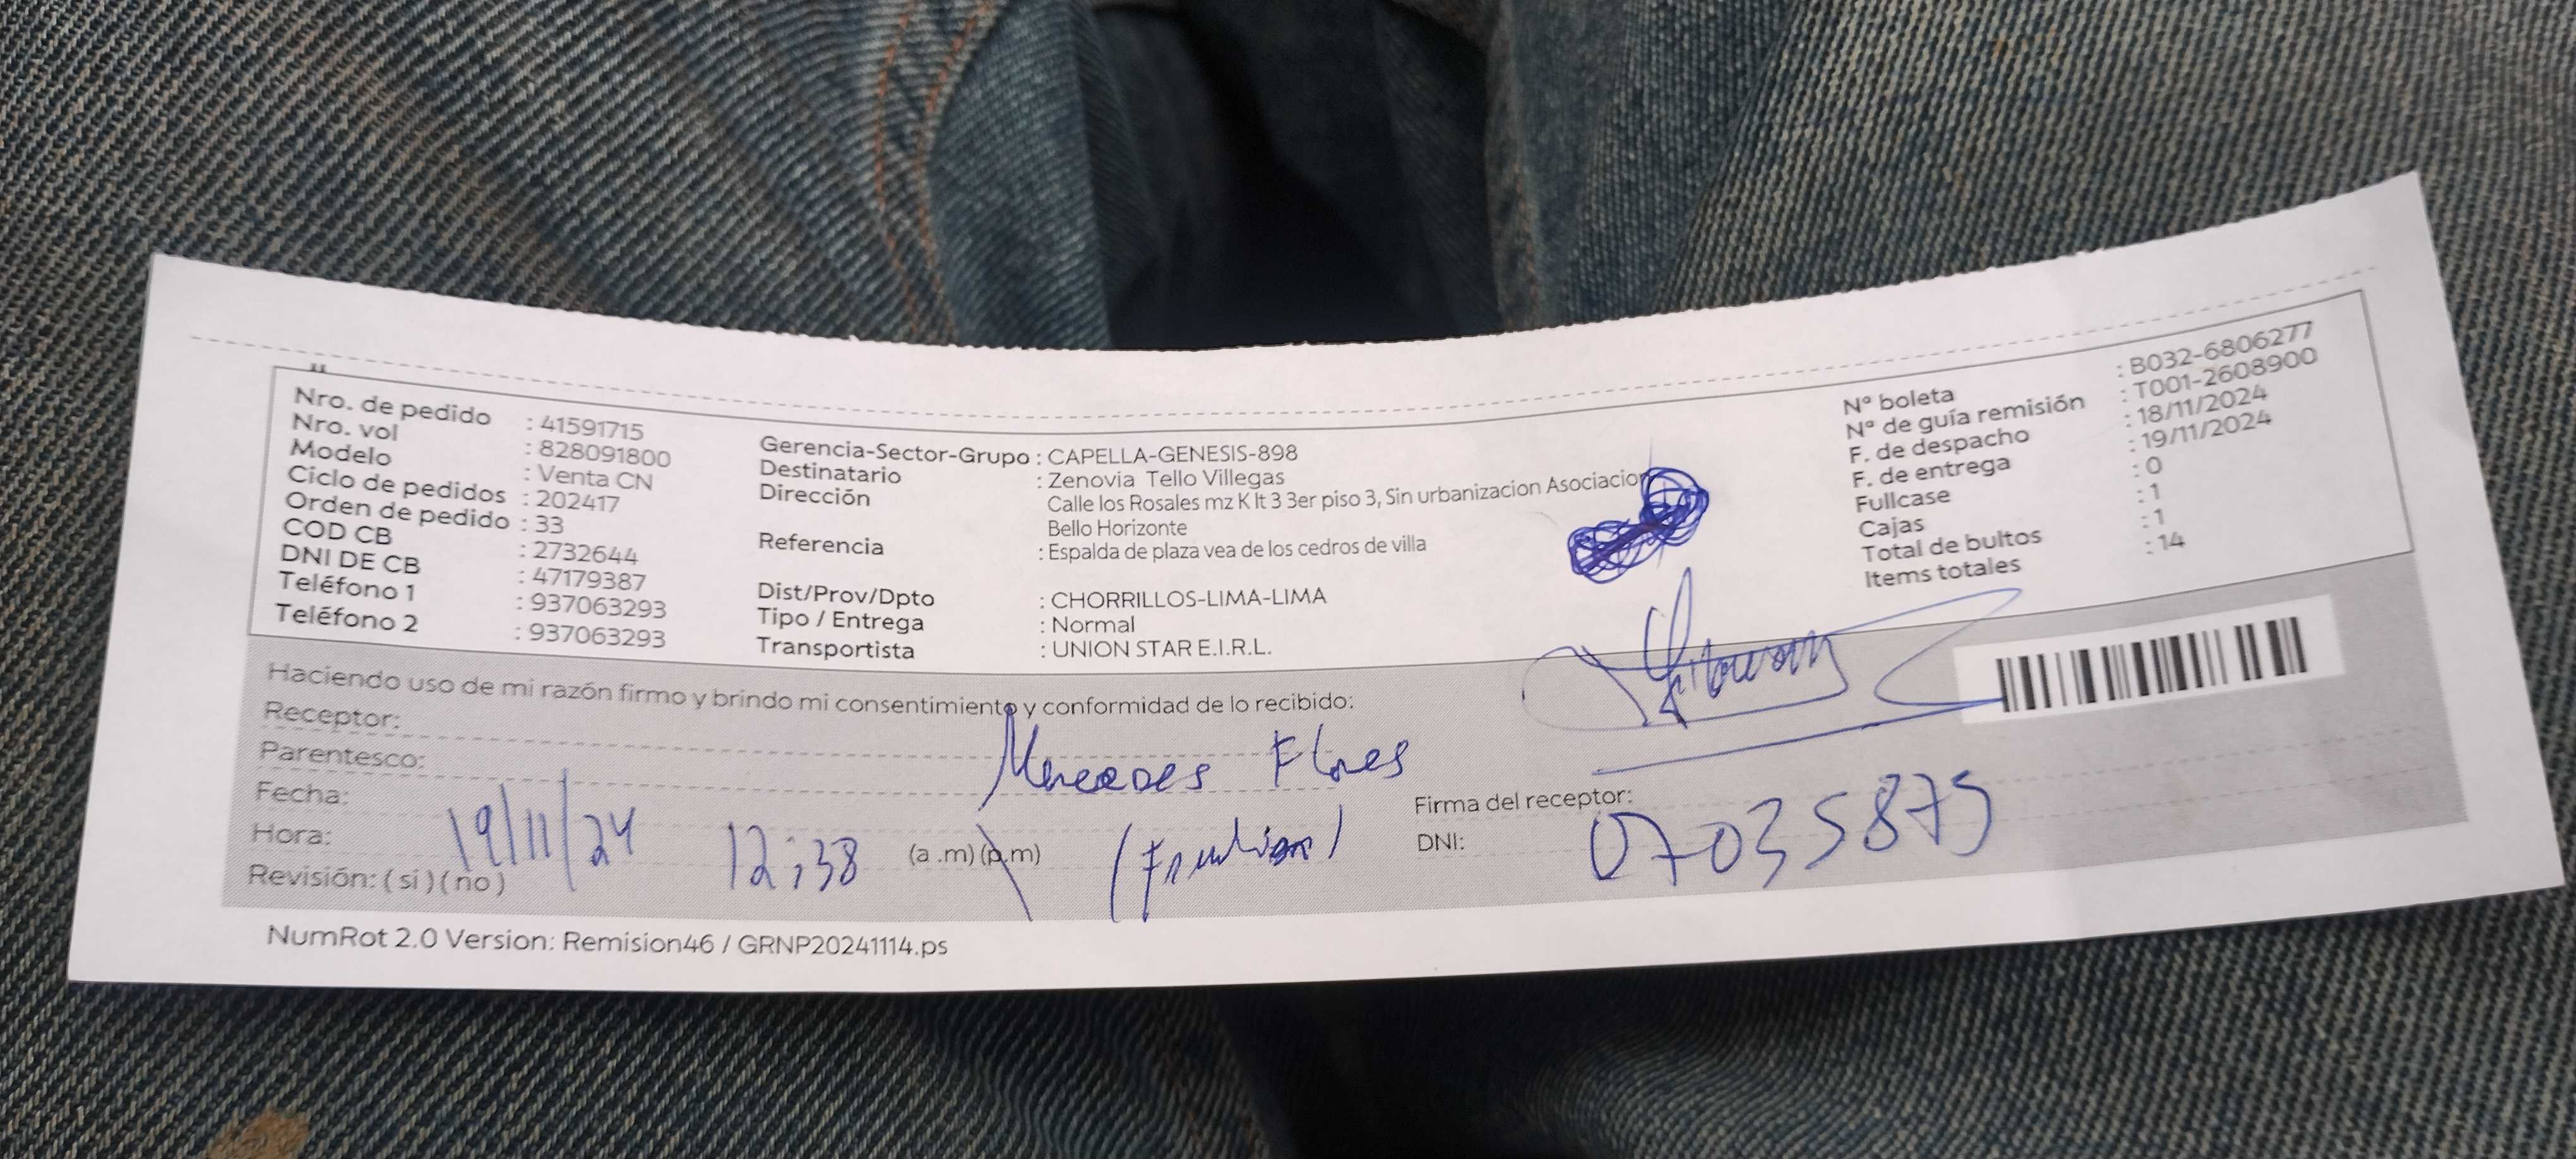 Nro. de pedido : 41591715
Nro. vol : 828091800
Modelo : Venta CN
Ciclo de pedidos : 202417
Orden de pedido : 33
COD CB : 2732644
DNI DE CB : 47179387
Teléfono 1 : 937063293
Teléfono 2 : 937063293
Gerencia-Sector-Grupo : CAPELLA-GENESIS-898
Destinatario : Zenovia Tello Villegas
Dirección Calle los Rosales mz K lt 3 3er piso 3, Sin urbanizacion Asociacion
Bello Horizonte
Referencia : Espalda de plaza vea de los cedros de villa
Dist/Prov/Dpto : CHORRILLOS-LIMA-LIMA
Tipo / Entrega : Normal
Transportista : UNION STAR E.I.R.L.
Nº boleta : B032-6806277
Nº de guía remisión : T001-2608900
F. de despacho : 18/11/2024
F. de entrega : 19/11/2024
Fullcase : 0
Cajas : 1
Total de bultos : 1
Items totales : 14
Haciendo uso de mi razón firmo y brindo mi consentimiento y conformidad de lo recibido:
Receptor:
Flores
Parentesco:
Fecha: 19/11/24
Hora: 12:38 (a .m) (p.m)
Revisión: ( si ) ( no )
Firma del receptor:
DNI: 07035875
NumRot 2.0 Version: Remision46 / GRNP20241114.ps